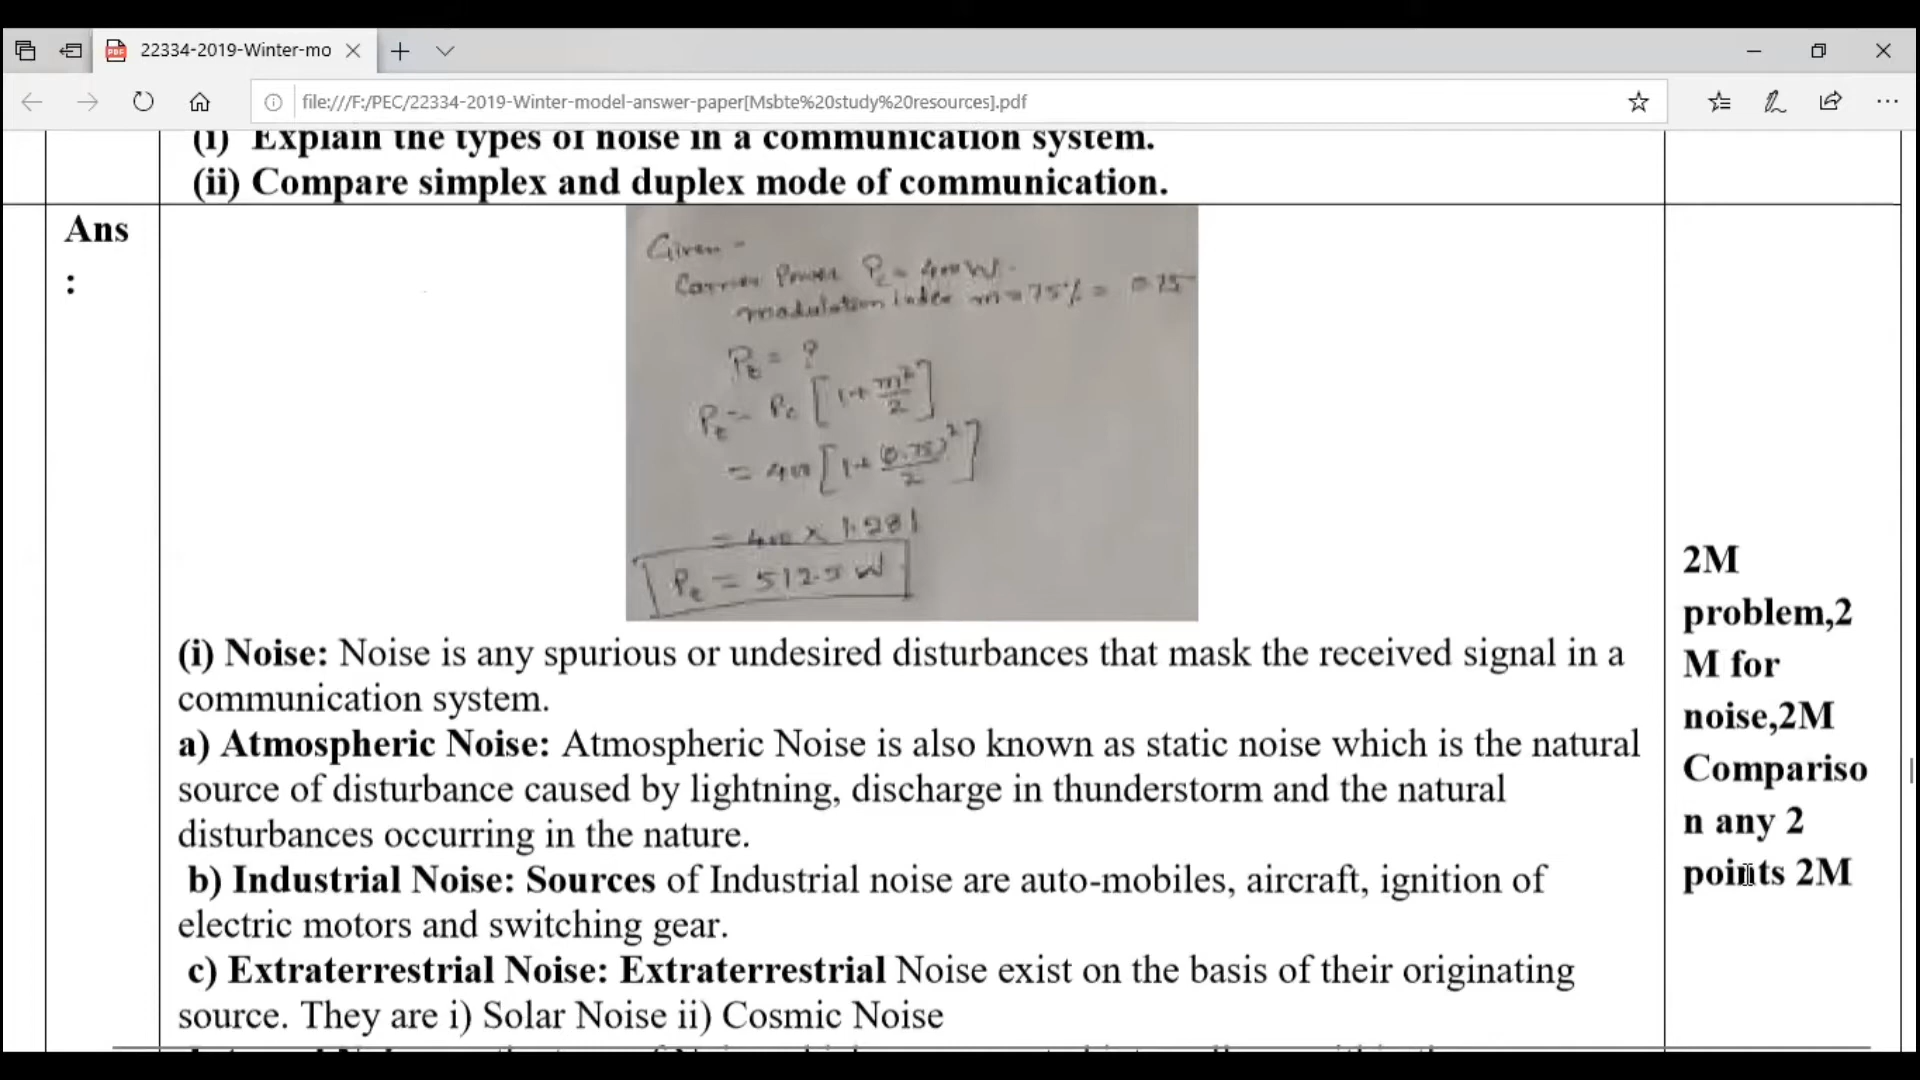 22334-2019-Winter-mo
file:///F:/PEC/22334-2019-Winter-model-answer-paper[Msbte%20study%20resources].pdf
(i) Explain the types of noise in a communication system.
(ii) Compare simplex and duplex mode of communication.
Ans
:
Given -
Carrier Power Pc = 400 W.
modulation index m = 75% = 0.75
Pt = ?
Pt = Pc [1+ m²/2]
= 400 [1+ (0.75)²/2]
= 400 × 1.281
Pt = 512.5 W
(i) Noise: Noise is any spurious or undesired disturbances that mask the received signal in a
communication system.
a) Atmospheric Noise: Atmospheric Noise is also known as static noise which is the natural
source of disturbance caused by lightning, discharge in thunderstorm and the natural
disturbances occurring in the nature.
b) Industrial Noise: Sources of Industrial noise are auto-mobiles, aircraft, ignition of
electric motors and switching gear.
c) Extraterrestrial Noise: Extraterrestrial Noise exist on the basis of their originating
source. They are i) Solar Noise ii) Cosmic Noise
2M
problem,2
M for
noise,2M
Compariso
n any 2
points 2M